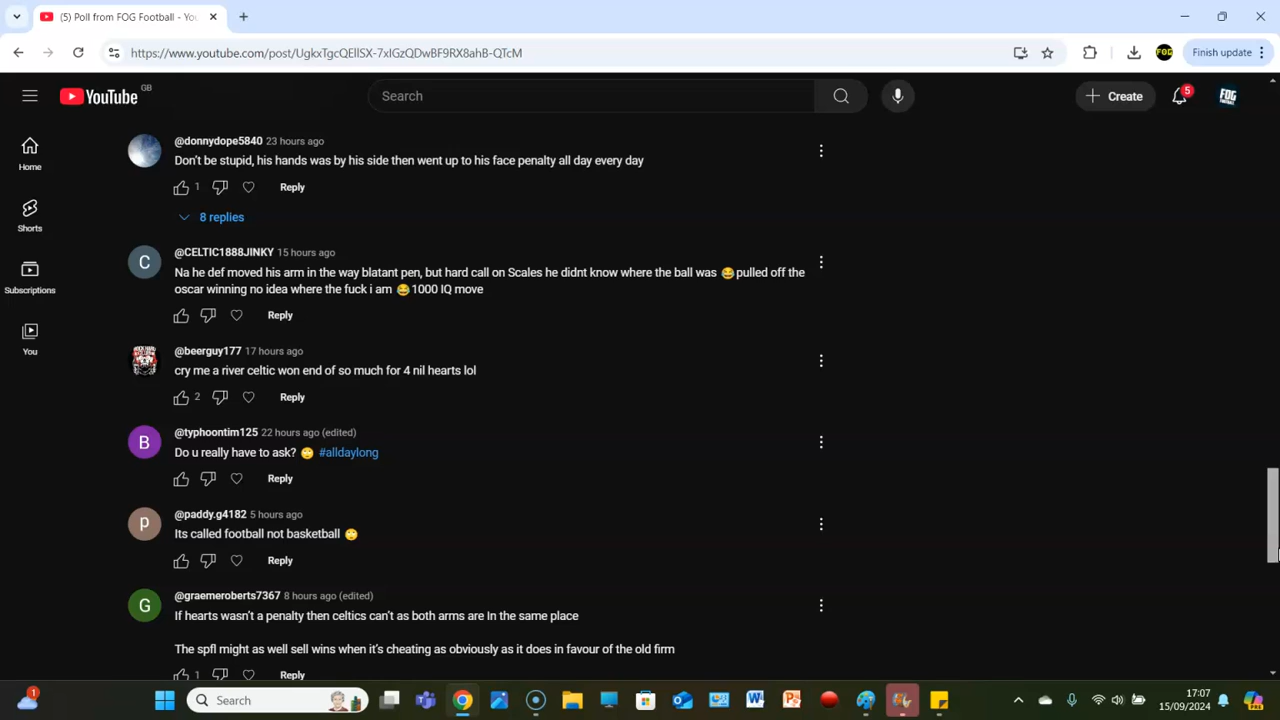 (5) Poll from FOG Football - You
https://www.youtube.com/post/UgkxTgcQEllSX-7xlGzQDwBF9RX8ahB-QTcM
FOG
Finish update
YouTube GB
Search
Create
5
FOG
FOOTBALL
Home
Shorts
Subscriptions
You
@donnydope5840 23 hours ago
Don't be stupid, his hands was by his side then went up to his face penalty all day every day
1 Reply
8 replies
C
@CELTIC1888JINKY 15 hours ago
Na he def moved his arm in the way blatant pen, but hard call on Scales he didnt know where the ball was 😂pulled off the
oscar winning no idea where the fuck i am 😂1000 IQ move
Reply
@beerguy177 17 hours ago
cry me a river celtic won end of so much for 4 nil hearts lol
2 Reply
B
@typhoontim125 22 hours ago (edited)
Do u really have to ask? 🙄 #alldaylong
Reply
p
@paddy.g4182 5 hours ago
Its called football not basketball 🙄
Reply
G
@graemeroberts7367 8 hours ago (edited)
If hearts wasn't a penalty then celtics can't as both arms are In the same place
The spfl might as well sell wins when it's cheating as obviously as it does in favour of the old firm
1 Reply
1
Search
17:07
15/09/2024